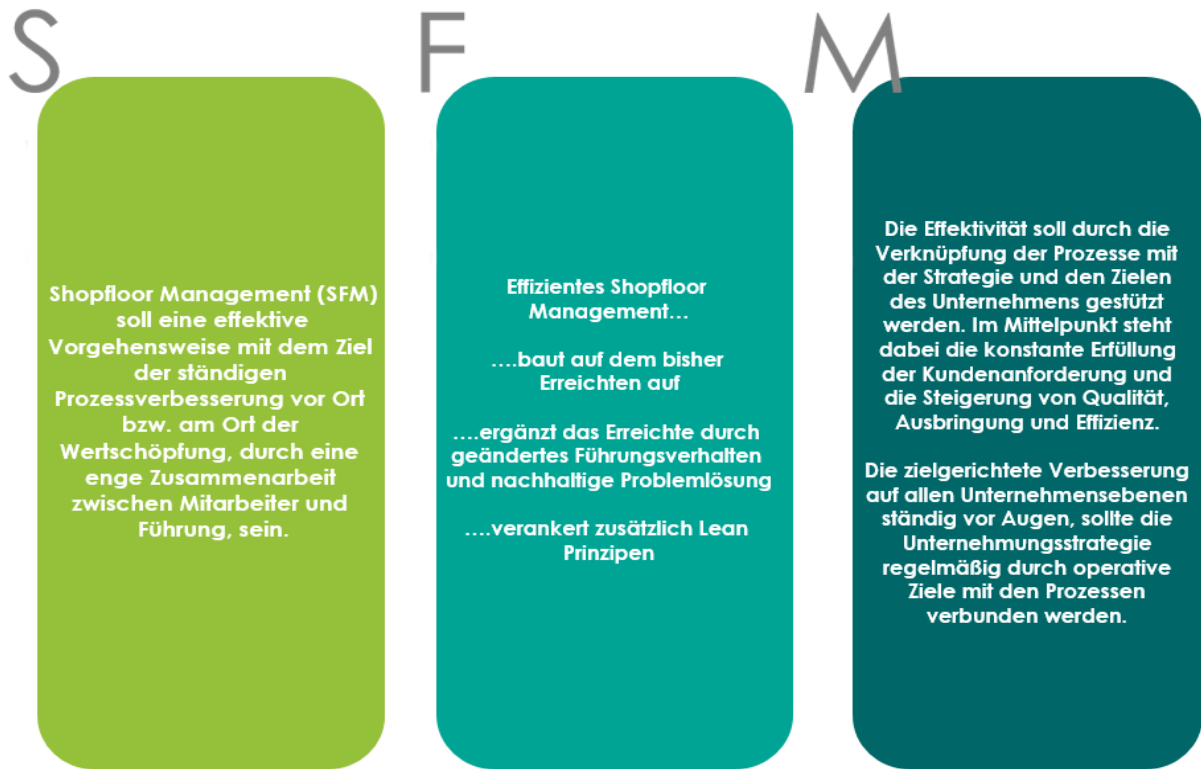 S
Shopfloor Management (SFM)
soll eine effektive
Vorgehensweise mit dem Ziel
der ständigen
Prozessverbesserung vor Ort
bzw. am Ort der
Wertschöpfung, durch eine
enge Zusammenarbeit
zwischen Mitarbeiter und
Führung, sein.
F
Effizientes Shopfloor
Management...
....baut auf dem bisher
Erreichten auf
....ergänzt das Erreichte durch
geändertes Führungsverhalten
und nachhaltige Problemlösung
....verankert zusätzlich Lean
Prinzipen
M
Die Effektivität soll durch die
Verknüpfung der Prozesse mit
der Strategie und den Zielen
des Unternehmens gestützt
werden. Im Mittelpunkt steht
dabei die konstante Erfüllung
der Kundenanforderung und
die Steigerung von Qualität,
Ausbringung und Effizienz.
Die zielgerichtete Verbesserung
auf allen Unternehmensebenen
ständig vor Augen, sollte die
Unternehmungsstrategie
regelmäßig durch operative
Ziele mit den Prozessen
verbunden werden.